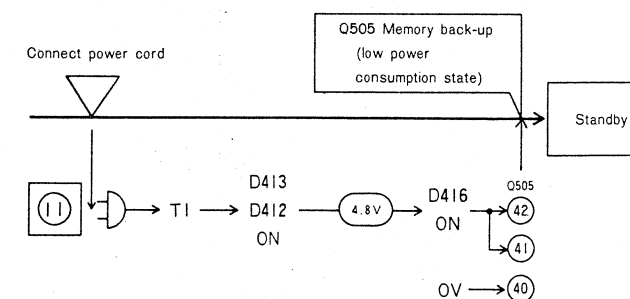 Q505 Memory back-up
(low power
consumption state)
Connect power cord
Standby
D413
Q505
T1
D412
4.8V
D416
42
ON
ON
41
0V
40